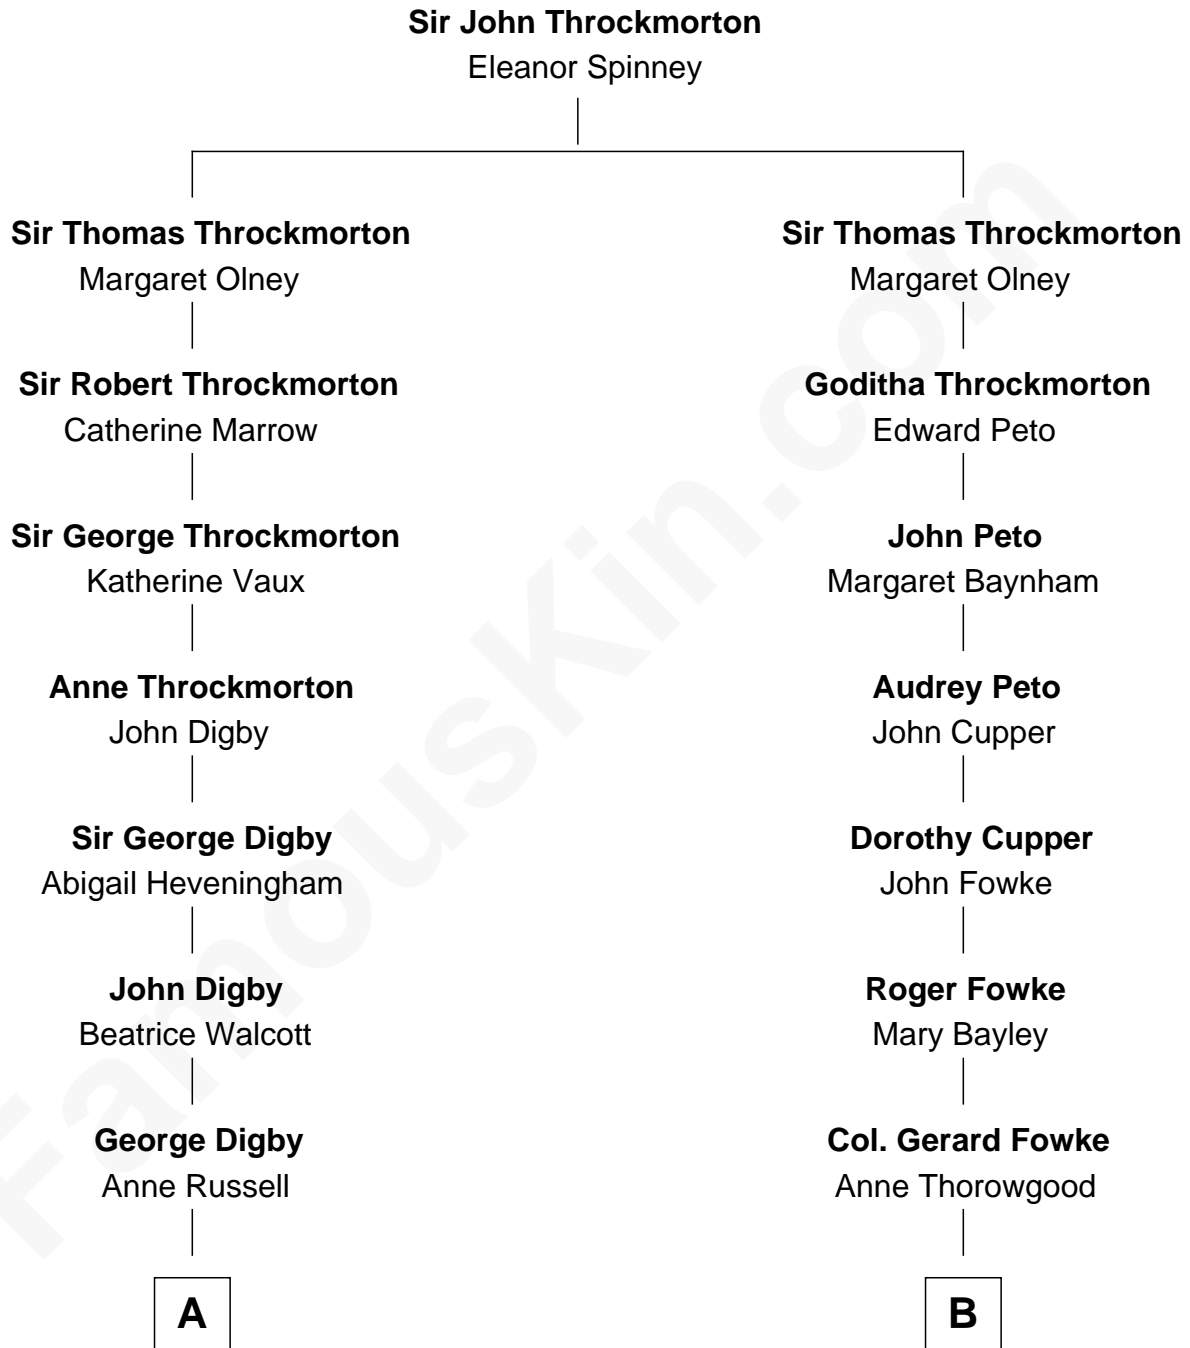 Sir John Throckmorton
Eleanor Spinney
Sir Thomas Throckmorton
Margaret Olney
Sir Robert Throckmorton
Catherine Marrow
Sir George Throckmorton
Katherine Vaux
Anne Throckmorton
John Digby
Sir George Digby
Abigail Heveningham
John Digby
Beatrice Walcott
George Digby
Anne Russell
A
Sir Thomas Throckmorton
Margaret Olney
Goditha Throckmorton
Edward Peto
John Peto
Margaret Baynham
Audrey Peto
John Cupper
Dorothy Cupper
John Fowke
Roger Fowke
Mary Bayley
Col. Gerard Fowke
Anne Thorowgood
B
FamousKin.com